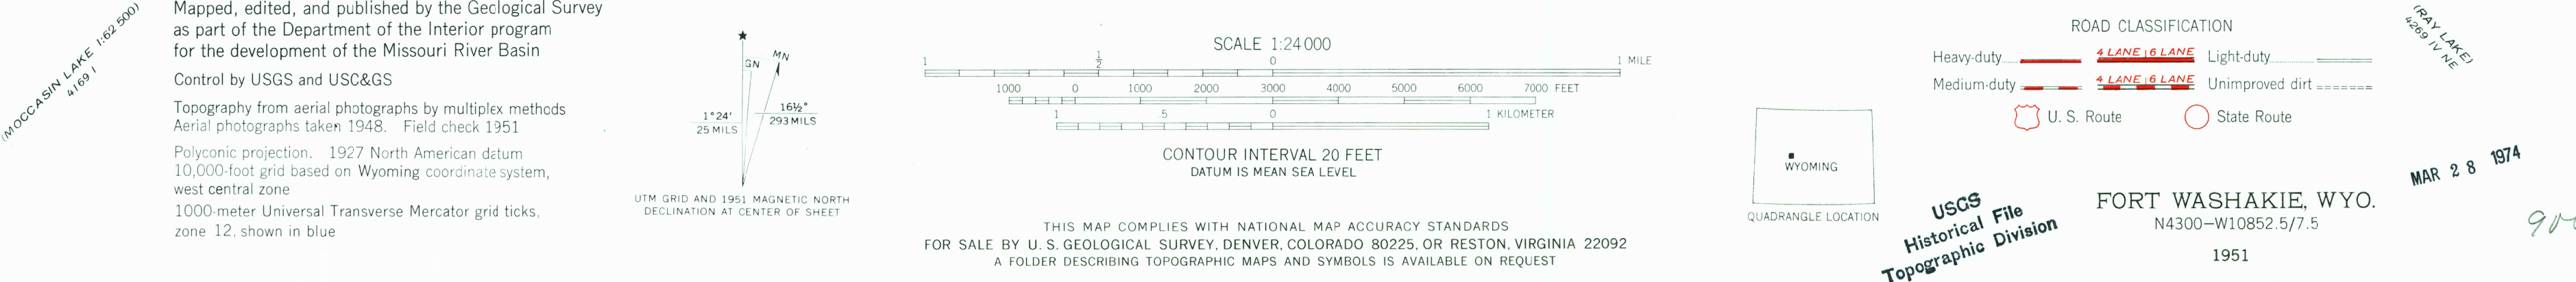 (MOCCASIN LAKE 1:62 500)
4169 I
Mapped, edited, and published by the Geological Survey
as part of the Department of the Interior program
for the development of the Missouri River Basin
Control by USGS and USC&GS
Topography from aerial photographs by multiplex methods
Aerial photographs taken 1948. Field check 1951
Polyconic projection. 1927 North American datum
10,000-foot grid based on Wyoming coordinate system,
west central zone
1000-meter Universal Transverse Mercator grid ticks,
zone 12, shown in blue
★
GN
MN
1°24′
25 MILS
16½°
293 MILS
UTM GRID AND 1951 MAGNETIC NORTH
DECLINATION AT CENTER OF SHEET
SCALE 1:24 000
1 ½ 0 1 MILE
1000 0 1000 2000 3000 4000 5000 6000 7000 FEET
1 .5 0 1 KILOMETER
CONTOUR INTERVAL 20 FEET
DATUM IS MEAN SEA LEVEL
THIS MAP COMPLIES WITH NATIONAL MAP ACCURACY STANDARDS
FOR SALE BY U. S. GEOLOGICAL SURVEY, DENVER, COLORADO 80225, OR RESTON, VIRGINIA 22092
A FOLDER DESCRIBING TOPOGRAPHIC MAPS AND SYMBOLS IS AVAILABLE ON REQUEST
WYOMING
QUADRANGLE LOCATION
ROAD CLASSIFICATION
Heavy-duty 4 LANE 6 LANE Light-duty
Medium-duty 4 LANE 6 LANE Unimproved dirt
U. S. Route State Route
(RAY LAKE)
4269 IV NE
USGS
Historical File
Topographic Division
FORT WASHAKIE, WYO.
N4300—W10852.5/7.5
1951
MAR 28 1974